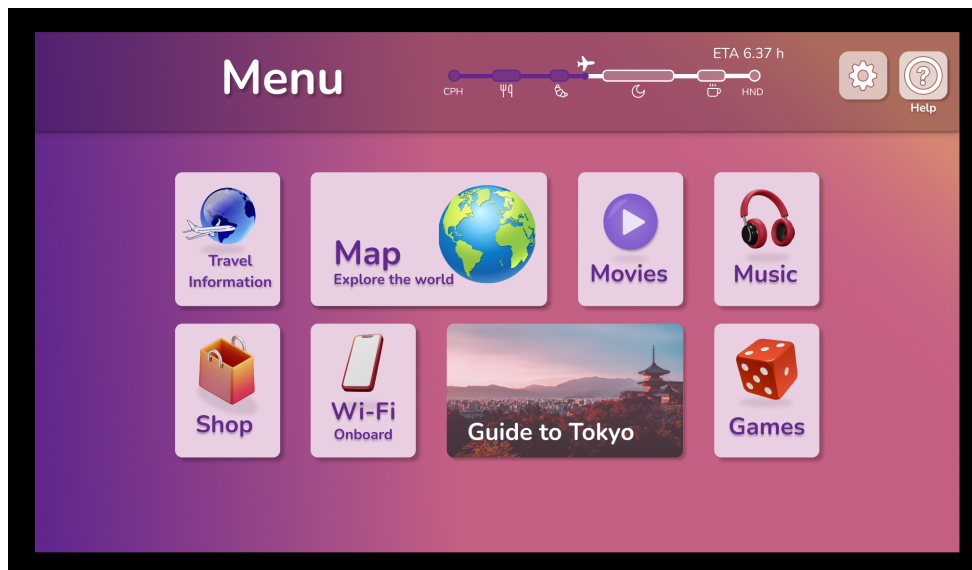 Menu
ETA 6.37 h
CPH
HND
Help
Travel
Information
Map
Explore the world
Movies
Music
Shop
Wi-Fi
Onboard
Guide to Tokyo
Games